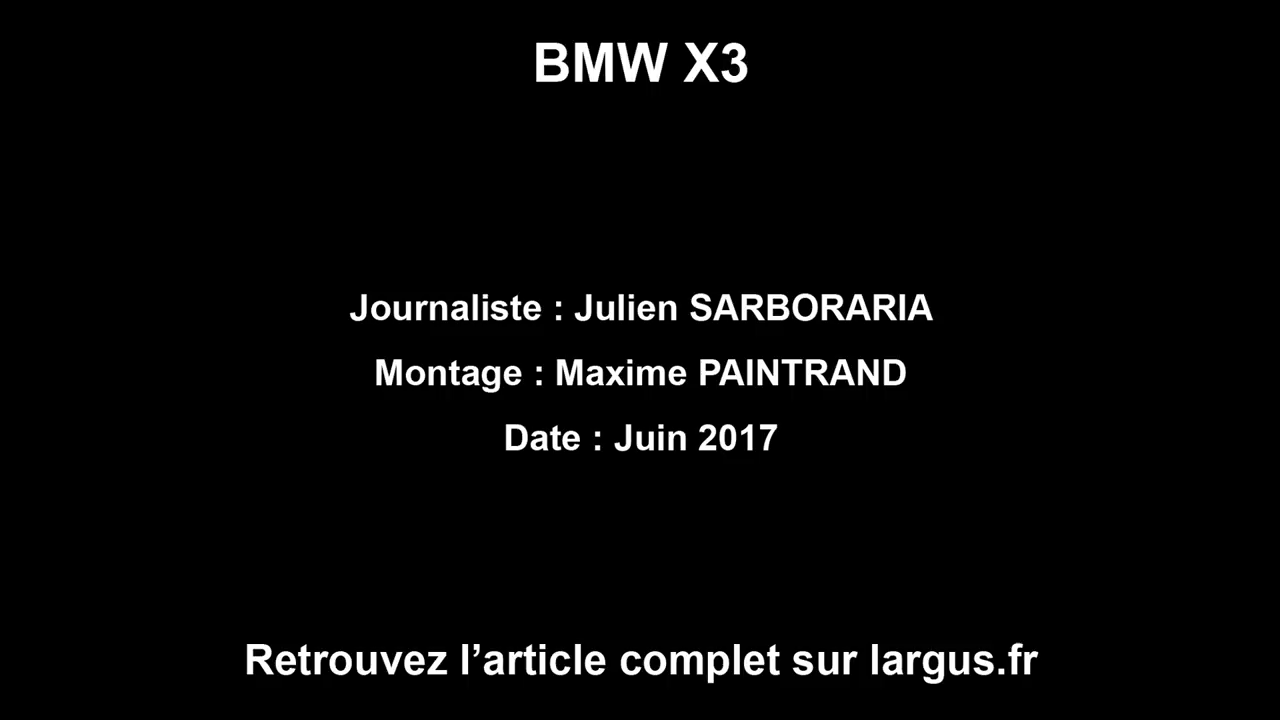 BMW X3
Journaliste : Julien SARBORARIA
Montage : Maxime PAINTRAND
Date : Juin 2017
Retrouvez l’article complet sur largus.fr